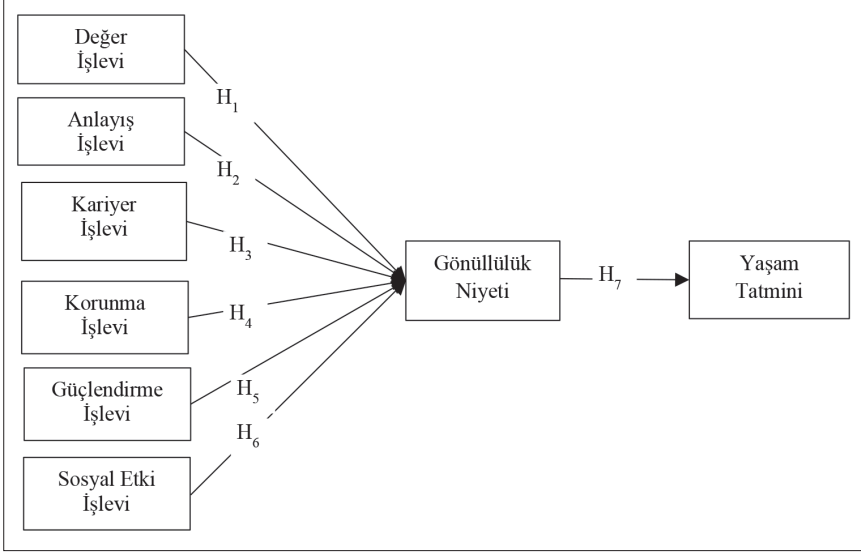 Değer
İşlevi
H1
Anlayış
İşlevi
H2
Kariyer
İşlevi
H3
Gönüllülük
Niyeti
H7
Yaşam
Tatmini
Korunma
İşlevi
H4
Güçlendirme
İşlevi
H5
H6
Sosyal Etki
İşlevi